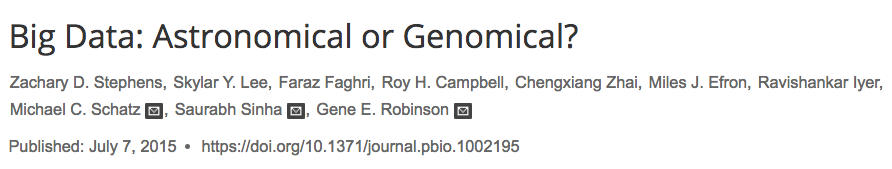 Big Data: Astronomical or Genomical?
Zachary D. Stephens, Skylar Y. Lee, Faraz Faghri, Roy H. Campbell, Chengxiang Zhai, Miles J. Efron, Ravishankar Iyer,
Michael C. Schatz, Saurabh Sinha, Gene E. Robinson
Published: July 7, 2015 • https://doi.org/10.1371/journal.pbio.1002195